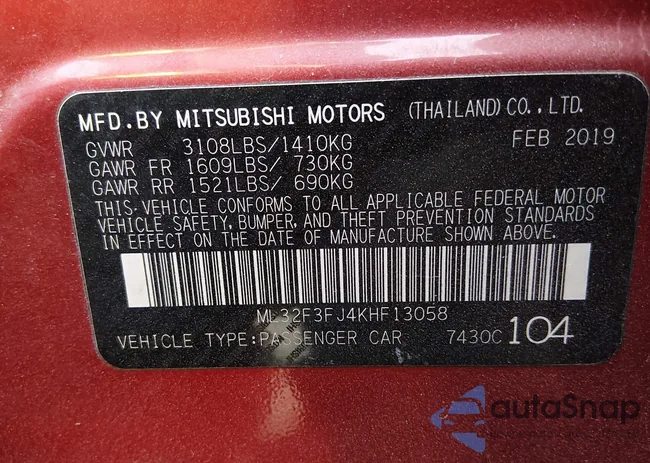 MFD.BY MITSUBISHI MOTORS (THAILAND)CO.,LTD.
GVWR 3108LBS/1410KG FEB 2019
GAWR FR 1609LBS/ 730KG
GAWR RR 1521LBS/ 690KG
THIS VEHICLE CONFORMS TO ALL APPLICABLE FEDERAL MOTOR
VEHICLE SAFETY, BUMPER, AND THEFT PREVENTION STANDARDS
IN EFFECT ON THE DATE OF MANUFACTURE SHOWN ABOVE.
ML32F3FJ4KHF13058
VEHICLE TYPE:PASSENGER CAR 7430C 104
autaSnap